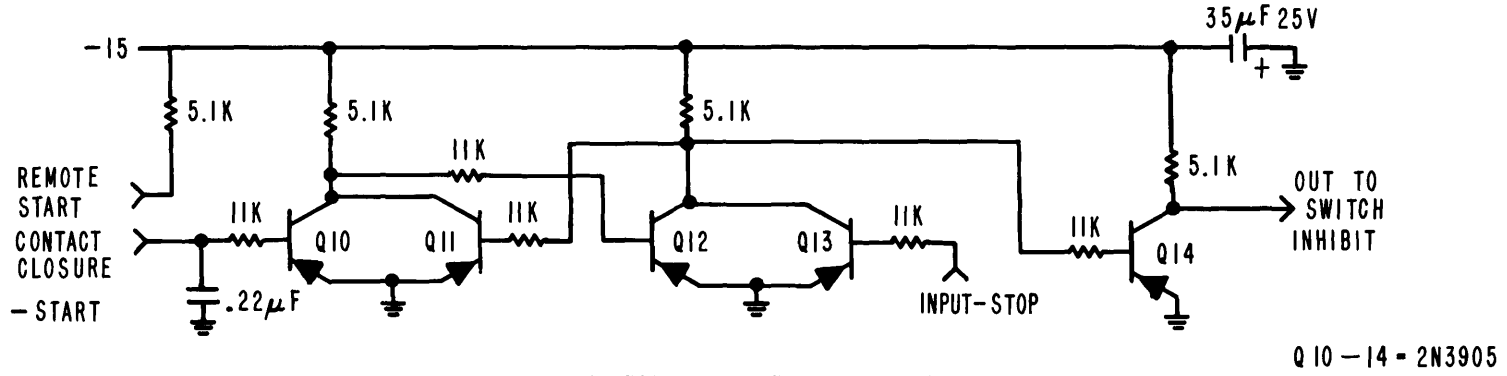 35μF 25V
-15
+
5.1K
5.1K
5.1K
5.1K
11K
REMOTE
START
CONTACT
CLOSURE
-START
11K
Q10
Q11
11K
Q12
Q13
11K
11K
Q14
OUT TO
SWITCH
INHIBIT
.22μF
INPUT-STOP
Q10-14=2N3905